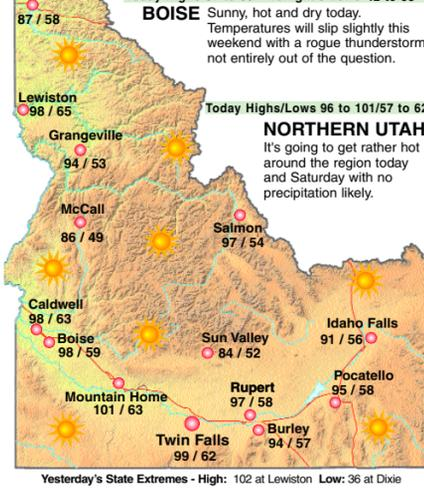 BOISE Sunny, hot and dry today.
Temperatures will slip slightly this
weekend with a rogue thunderstorm
not entirely out of the question.
87 / 58
Lewiston
98 / 65
Today Highs/Lows 96 to 101/57 to 62
Grangeville
94 / 53
NORTHERN UTAH
It's going to get rather hot
around the region today
and Saturday with no
precipitation likely.
McCall
86 / 49
Salmon
97 / 54
Caldwell
98 / 63
Boise
98 / 59
Sun Valley
84 / 52
Idaho Falls
91 / 56
Mountain Home
101 / 63
Rupert
97 / 58
Pocatello
95 / 58
Twin Falls
99 / 62
Burley
94 / 57
Yesterday's State Extremes - High: 102 at Lewiston Low: 36 at Dixie